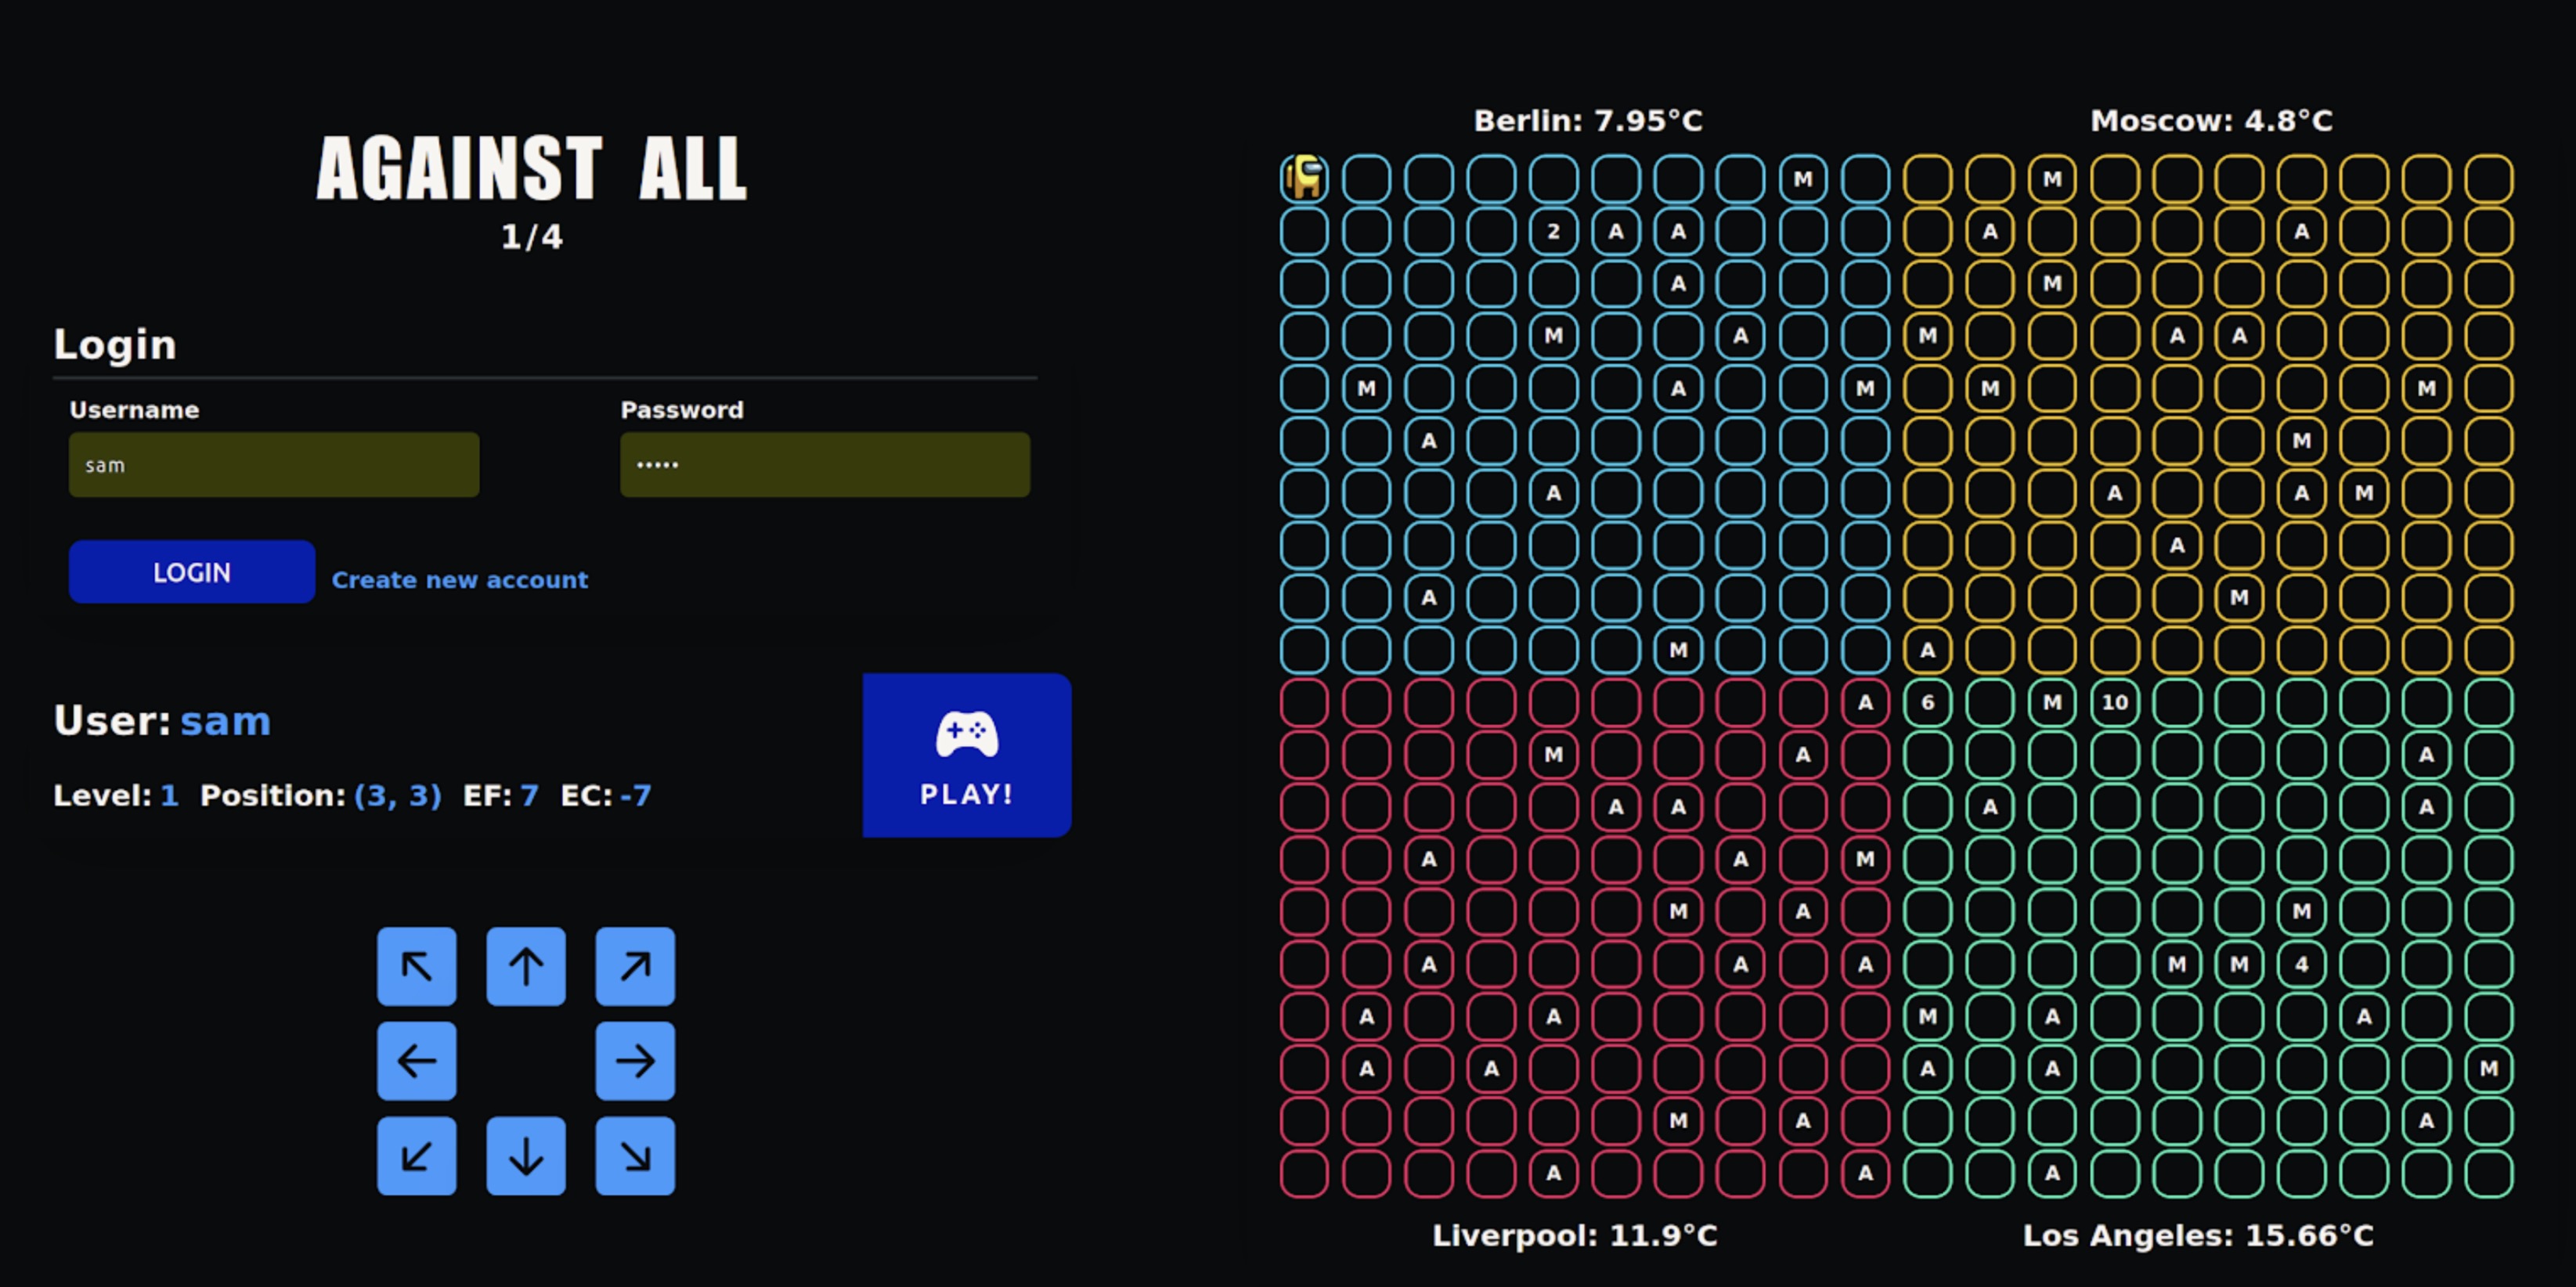 AGAINST ALL
1/4
Login
Username Password
sam •••••
LOGIN Create new account
User: sam
Level: 1 Position: (3, 3) EF: 7 EC: -7
PLAY!
Berlin: 7.95°C Moscow: 4.8°C
M M
2 A A A A
A M
M A M A A
M A M M M
A M
A A A M
A
A M
M A
A 6 M 10
M A A
A A A A
A A M
M A M
A A A M M 4
A A M A A
A A A A M
M A A
A A A
Liverpool: 11.9°C Los Angeles: 15.66°C